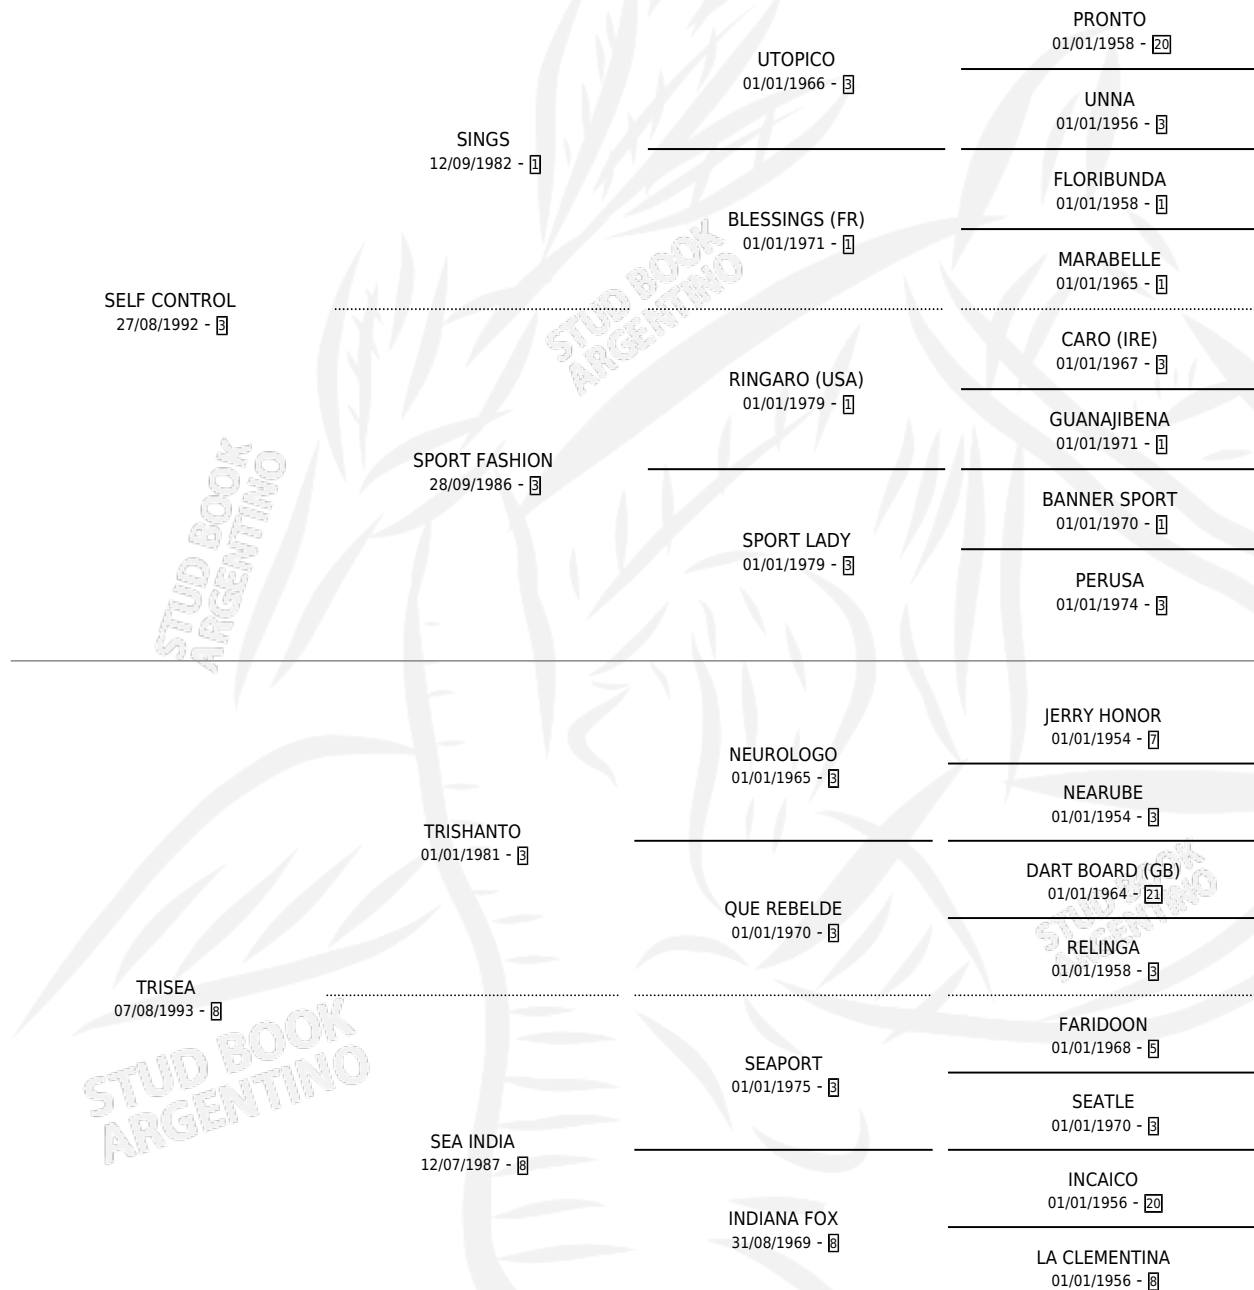 PRONTO
01/01/1958 - 20
UTOPICO
01/01/1966 - 3
UNNA
01/01/1956 - 3
SINGS
12/09/1982 - 1
FLORIBUNDA
01/01/1958 - 1
BLESSINGS (FR)
01/01/1971 - 1
MARABELLE
01/01/1965 - 1
STUD BOOK
ARGENTINO
SELF CONTROL
27/08/1992 - 3
CARO (IRE)
01/01/1967 - 3
RINGARO (USA)
01/01/1979 - 1
GUANAJIBENA
01/01/1971 - 1
SPORT FASHION
28/09/1986 - 3
BANNER SPORT
01/01/1970 - 1
SPORT LADY
01/01/1979 - 3
PERUSA
01/01/1974 - 3
STUD BOOK
ARGENTINO
JERRY HONOR
01/01/1954 - 7
NEUROLOGO
01/01/1965 - 3
NEARUBE
01/01/1954 - 3
TRISHANTO
01/01/1981 - 3
DART BOARD (GB)
01/01/1964 - 21
QUE REBELDE
01/01/1970 - 3
RELINGA
01/01/1958 - 3
STUD BOOK
ARGENTINO
TRISEA
07/08/1993 - 8
FARIDOON
01/01/1968 - 5
SEAPORT
01/01/1975 - 3
SEATLE
01/01/1970 - 3
STUD BOOK
ARGENTINO
SEA INDIA
12/07/1987 - 8
INCAICO
01/01/1956 - 20
INDIANA FOX
31/08/1969 - 8
LA CLEMENTINA
01/01/1956 - 8